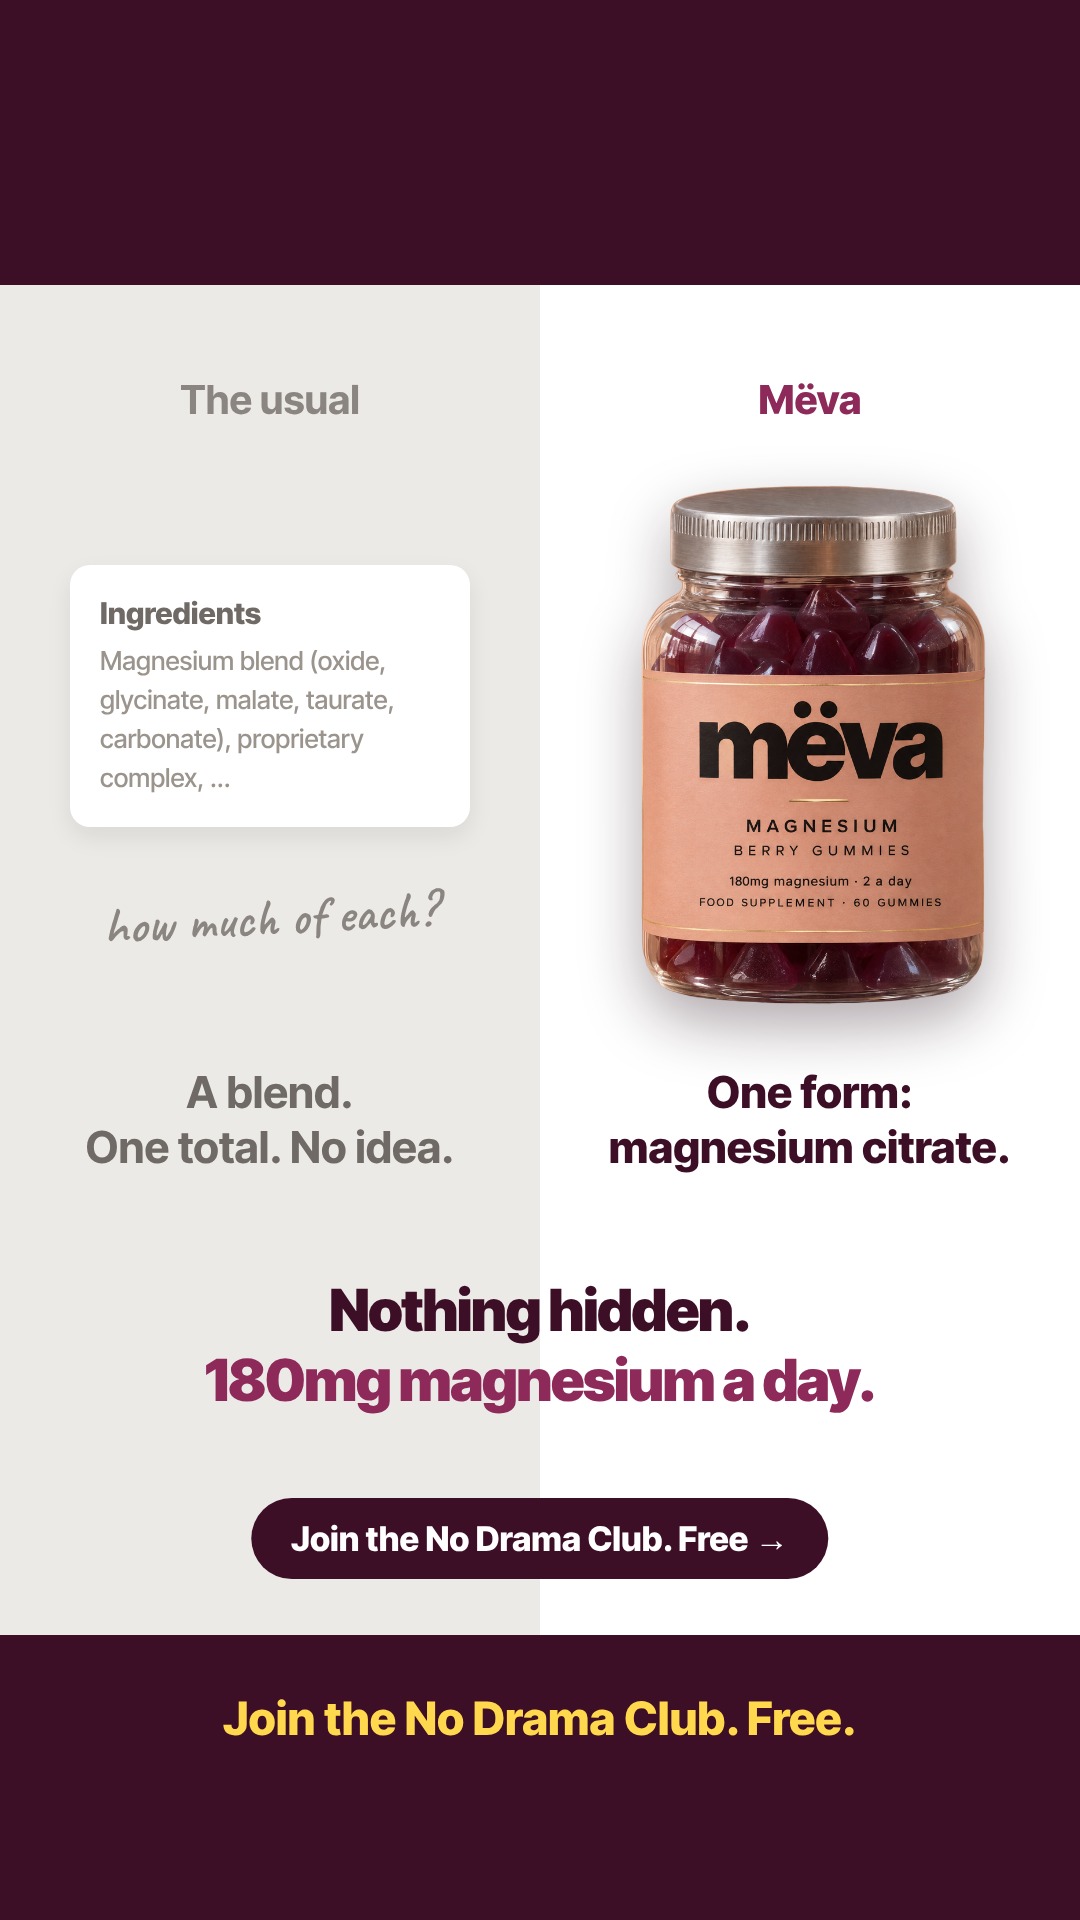 The usual
Ingredients
Magnesium blend (oxide,
glycinate, malate, taurate,
carbonate), proprietary
complex, ...
how much of each?
A blend.
One total. No idea.
Mëva
mëva
MAGNESIUM
BERRY GUMMIES
180mg magnesium · 2 a day
FOOD SUPPLEMENT · 60 GUMMIES
One form:
magnesium citrate.
Nothing hidden.
180mg magnesium a day.
Join the No Drama Club. Free →
Join the No Drama Club. Free.